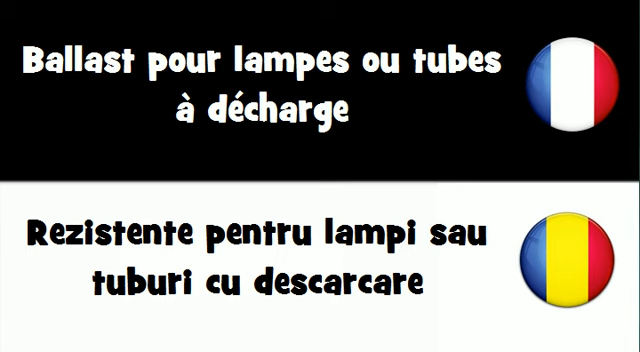 Ballast pour lampes ou tubes
à décharge
Rezistente pentru lampi sau
tuburi cu descarcare